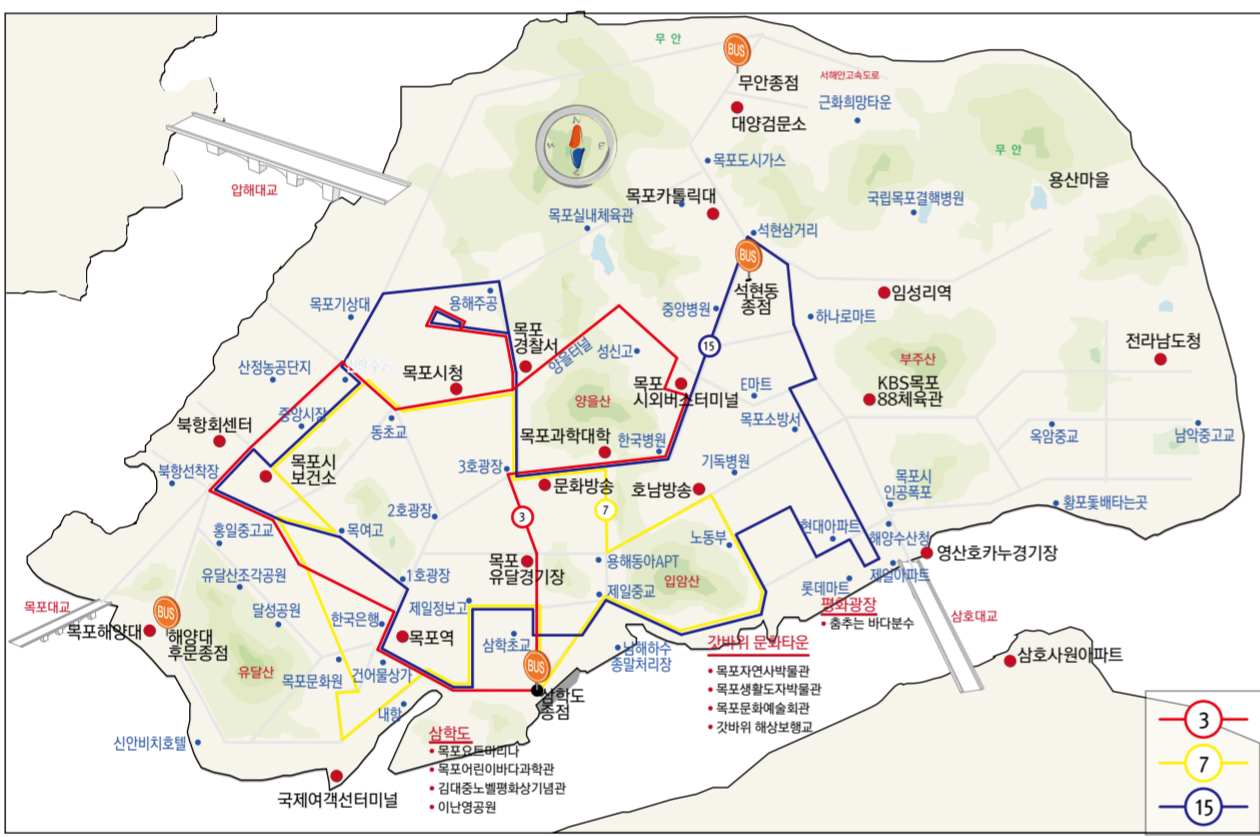 무 안
BUS
무안종점
서해안고속도로
근화희망타운
대양검문소
N
W
E
S
무 안
목포도시가스
압해대교
목포카톨릭대
용산마을
국립목포결핵병원
목포실내체육관
석현삼거리
BUS
석현동
종점
임성리역
목포기상대
용해주공
중앙병원
하나로마트
목포
경찰서
양을터널
성신고
15
전라남도청
부주산
산정농공단지
목포시청
목포
시외버스터미널
E마트
KBS목포
88체육관
양을산
중앙시장
동초교
목포소방서
북항회센터
목포과학대학
한국병원
옥암중교
남악중고교
북항선착장
목포시
보건소
3호광장
문화방송
호남방송
기독병원
목포시
인공폭포
황포돛배타는곳
2호광장
3
7
홍일중고교
목여고
노동부
현대아파트
해양수산청
영산호카누경기장
유달산조각공원
1호광장
목포
유달경기장
용해동아APT
입암산
제일아파트
롯데마트
목포대교
목포해양대
BUS
해양대
후문종점
달성공원
한국은행
제일정보고
제일중교
평화광장
• 춤추는 바다분수
삼호대교
목포역
삼학초교
남해하수
종말처리장
갓바위 문화타운
삼호사원아파트
유달산
목포문화원
건어물상가
BUS
삼학도
종점
• 목포자연사박물관
• 목포생활도자박물관
• 목포문화예술회관
• 갓바위 해상보행교
내항
신안비치호텔
삼학도
• 목포요트마리나
• 목포어린이바다과학관
• 김대중노벨평화상기념관
• 이난영공원
국제여객선터미널
3
7
15